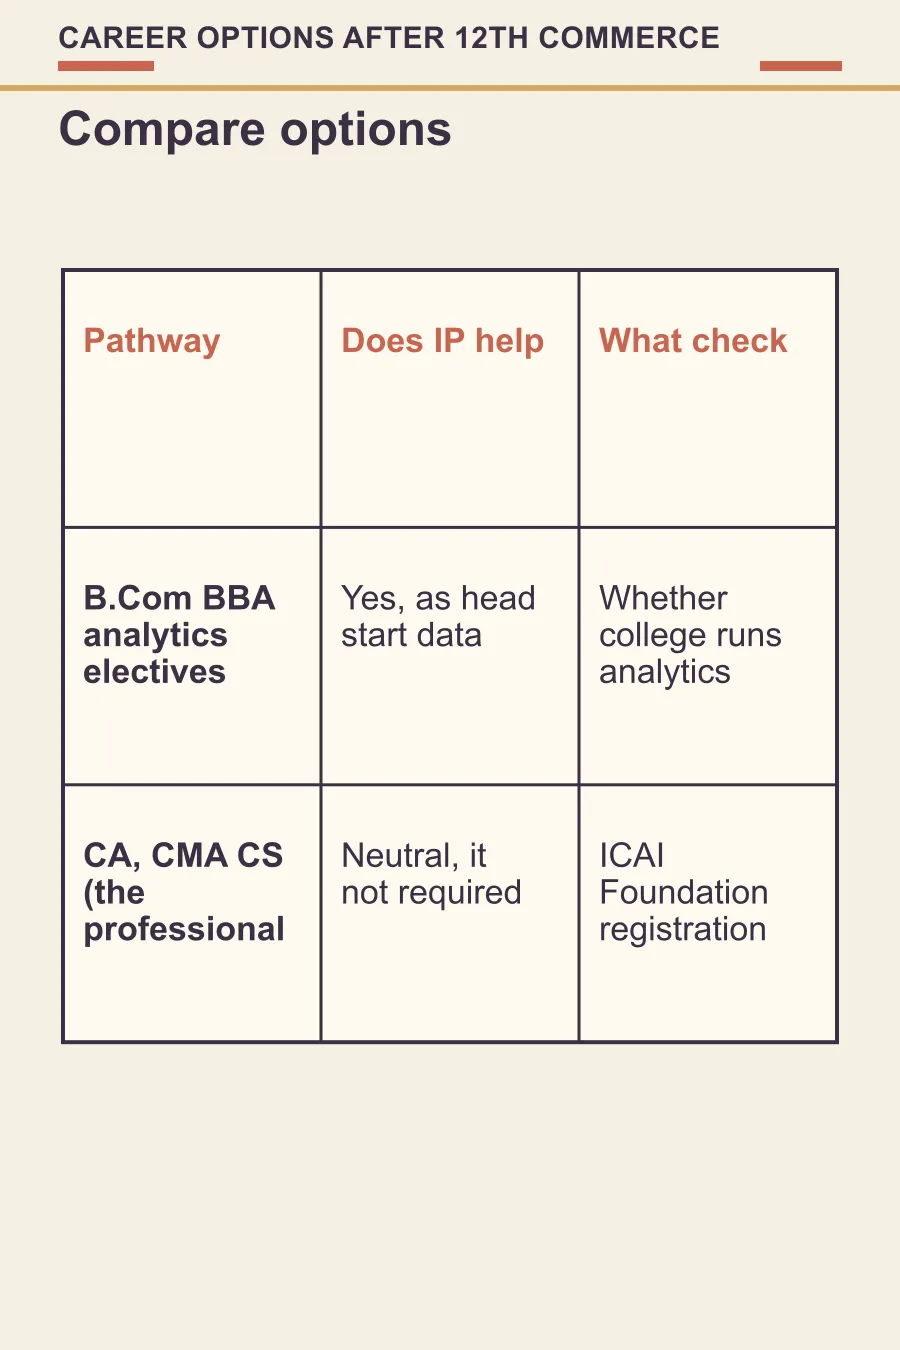 CAREER OPTIONS AFTER 12TH COMMERCE
Compare options
Pathway
Does IP help
What check
B.Com BBA
analytics
electives
Yes, as head
start data
Whether
college runs
analytics
CA, CMA CS
(the
professional
Neutral, it
not required
ICAI
Foundation
registration